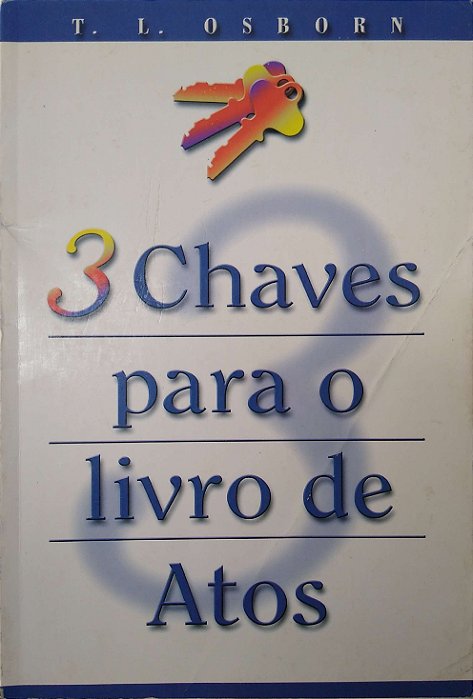 T. L. OSBORN
3 Chaves
para o
livro de
Atos